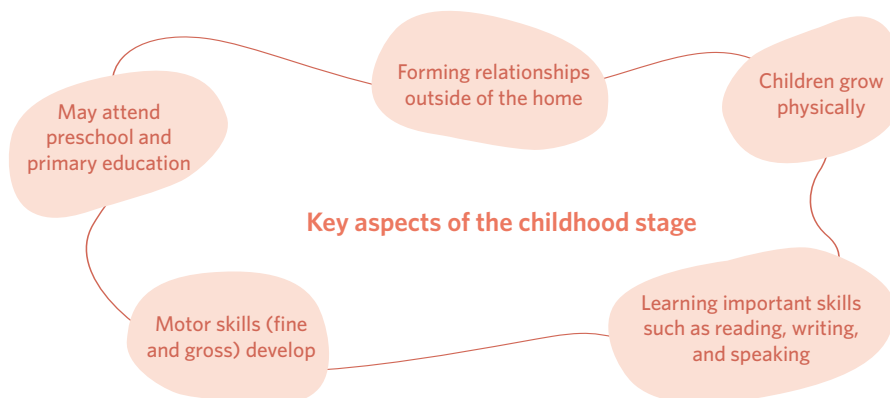 Forming relationships
outside of the home
Children grow
physically
May attend
preschool and
primary education
Key aspects of the childhood stage
Learning important skills
such as reading, writing,
and speaking
Motor skills (fine
and gross) develop